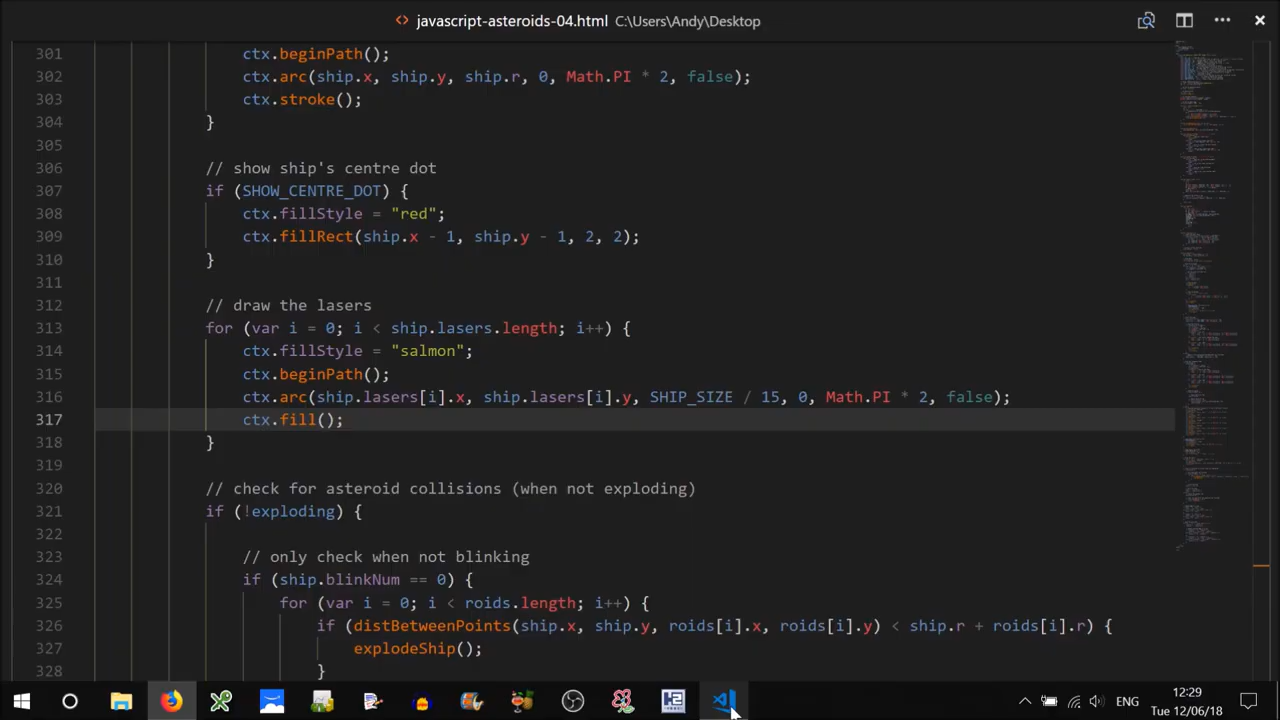 javascript-asteroids-04.html C:\Users\Andy\Desktop
301 ctx.beginPath();
302 ctx.arc(ship.x, ship.y, ship.r, 0, Math.PI * 2, false);
303 ctx.stroke();
304 }
305
306 // show ship's centre dot
307 if (SHOW_CENTRE_DOT) {
308 ctx.fillStyle = "red";
309 ctx.fillRect(ship.x - 1, ship.y - 1, 2, 2);
310 }
311
312 // draw the lasers
313 for (var i = 0; i < ship.lasers.length; i++) {
314 ctx.fillStyle = "salmon";
315 ctx.beginPath();
316 ctx.arc(ship.lasers[i].x, ship.lasers[i].y, SHIP_SIZE / 15, 0, Math.PI * 2, false);
317 ctx.fill();
318 }
319
320 // check for asteroid collisions (when not exploding)
321 if (!exploding) {
322
323 // only check when not blinking
324 if (ship.blinkNum == 0) {
325 for (var i = 0; i < roids.length; i++) {
326 if (distBetweenPoints(ship.x, ship.y, roids[i].x, roids[i].y) < ship.r + roids[i].r) {
327 explodeShip();
328 }
ENG
12:29
Tue 12/06/18